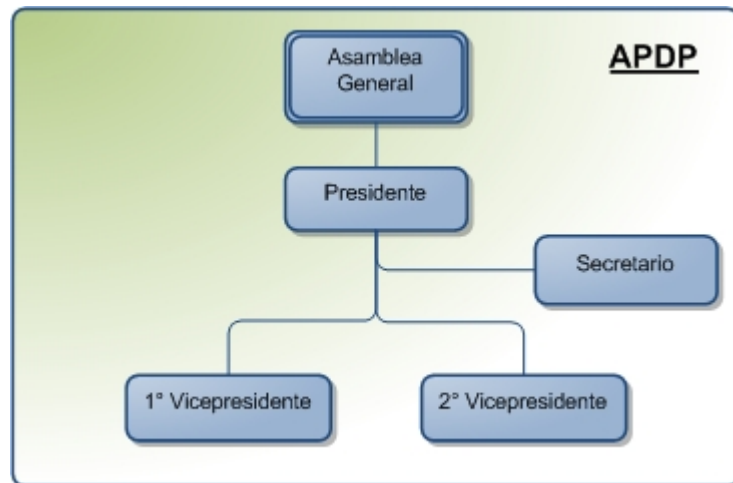 APDP
Asamblea
General
Presidente
Secretario
1° Vicepresidente
2° Vicepresidente